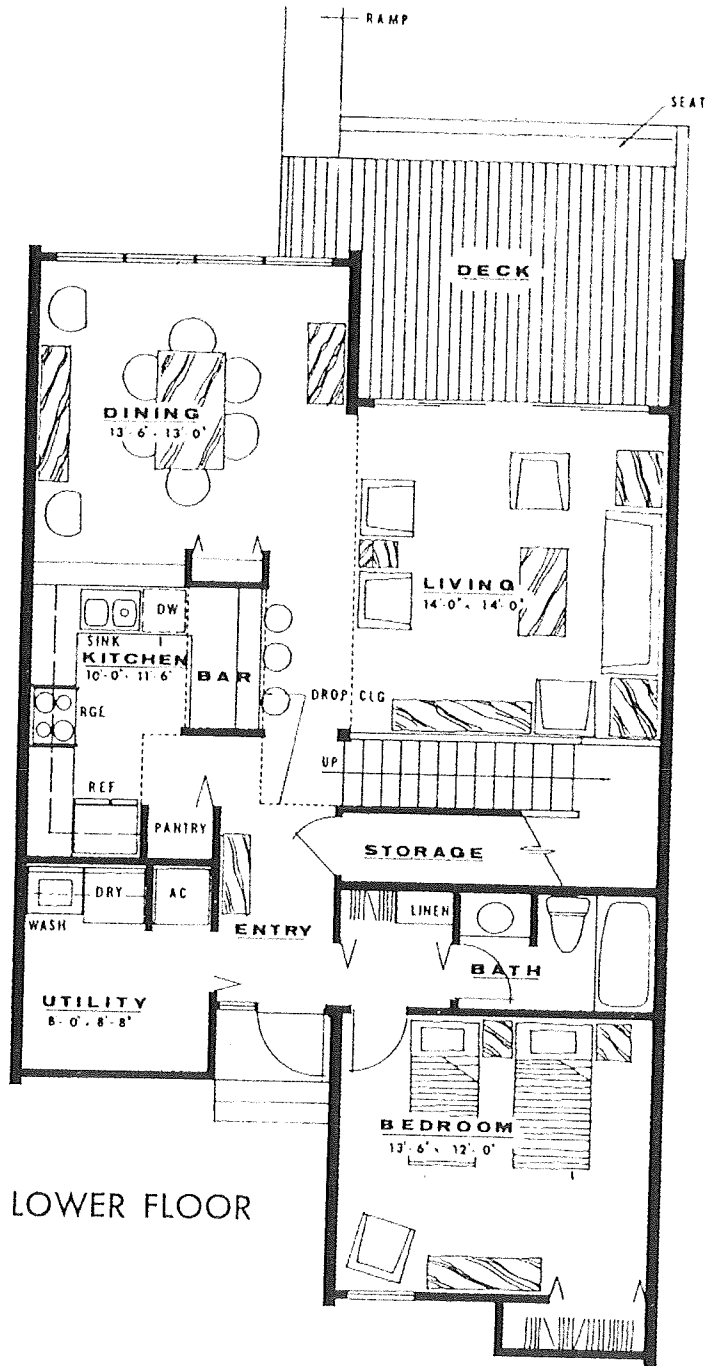 RAMP
SEAT
DECK
DINING
13'-6" x 13'-0"
LIVING
14'-0" x 14'-0"
DW
SINK
KITCHEN
10'-0" x 11'-6"
BAR
RGE
DROP CLG
UP
REF
PANTRY
STORAGE
DRY
AC
LINEN
WASH
ENTRY
BATH
UTILITY
8'-0" x 8'-8"
BEDROOM
13'-6" x 12'-0"
LOWER FLOOR